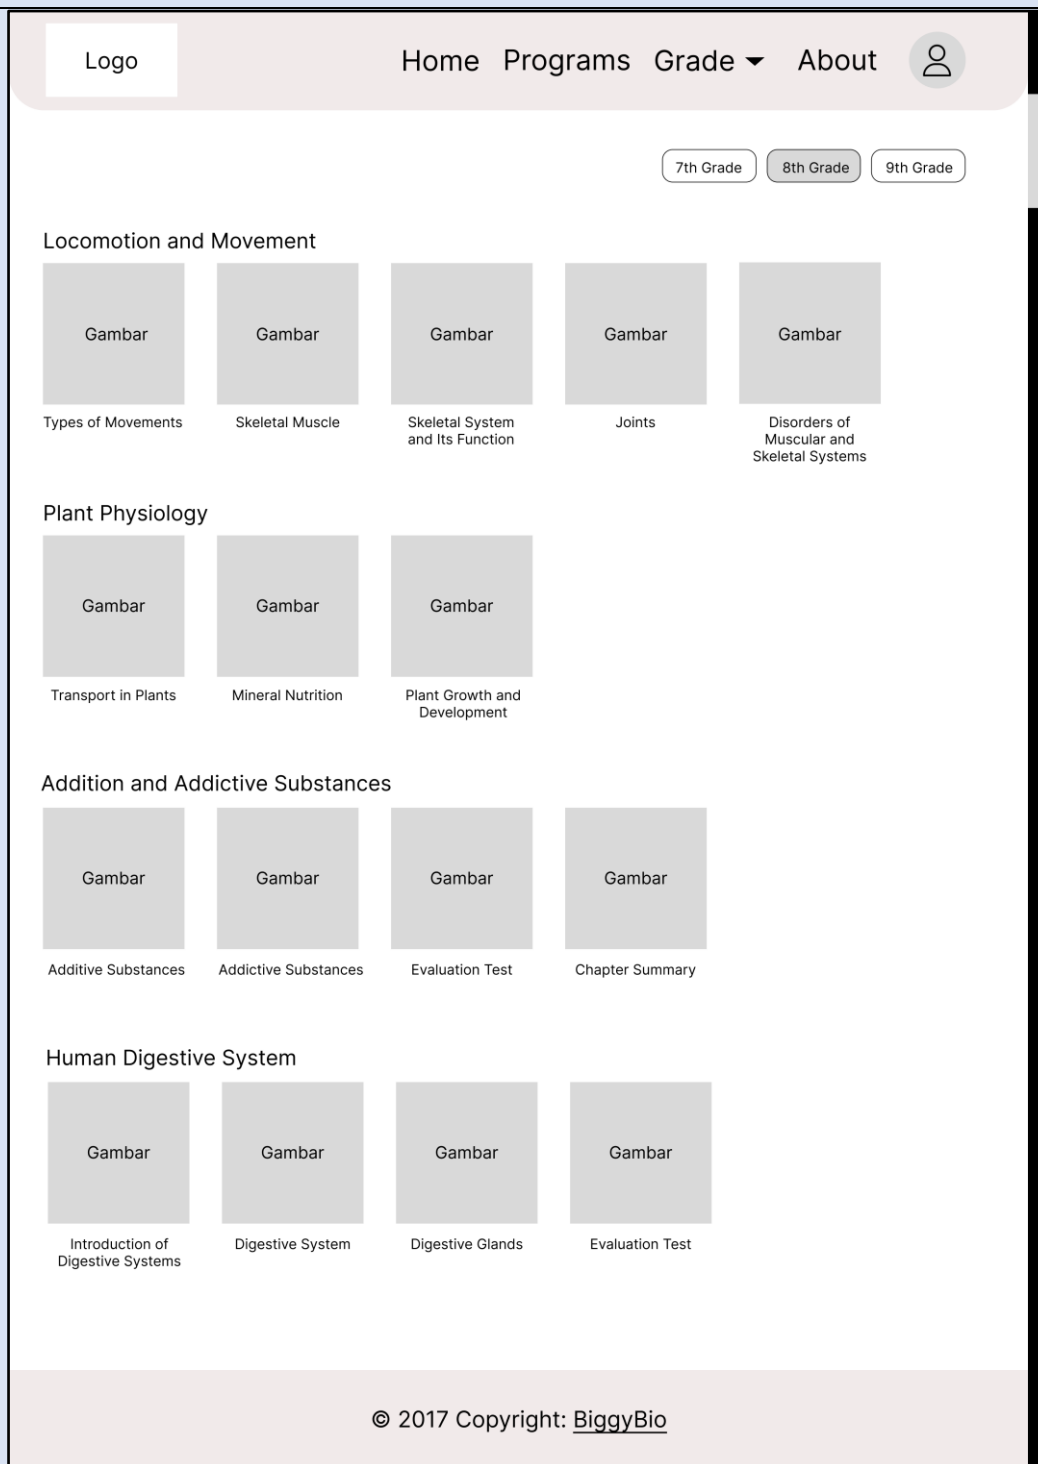 Logo
Home Programs Grade About
7th Grade 8th Grade 9th Grade
Locomotion and Movement
Gambar Gambar Gambar Gambar Gambar
Types of Movements
Skeletal Muscle
Skeletal System
and Its Function
Joints
Disorders of
Muscular and
Skeletal Systems
Plant Physiology
Gambar Gambar Gambar
Transport in Plants
Mineral Nutrition
Plant Growth and
Development
Addition and Addictive Substances
Gambar Gambar Gambar Gambar
Additive Substances
Addictive Substances
Evaluation Test
Chapter Summary
Human Digestive System
Gambar Gambar Gambar Gambar
Introduction of
Digestive Systems
Digestive System
Digestive Glands
Evaluation Test
© 2017 Copyright: BiggyBio